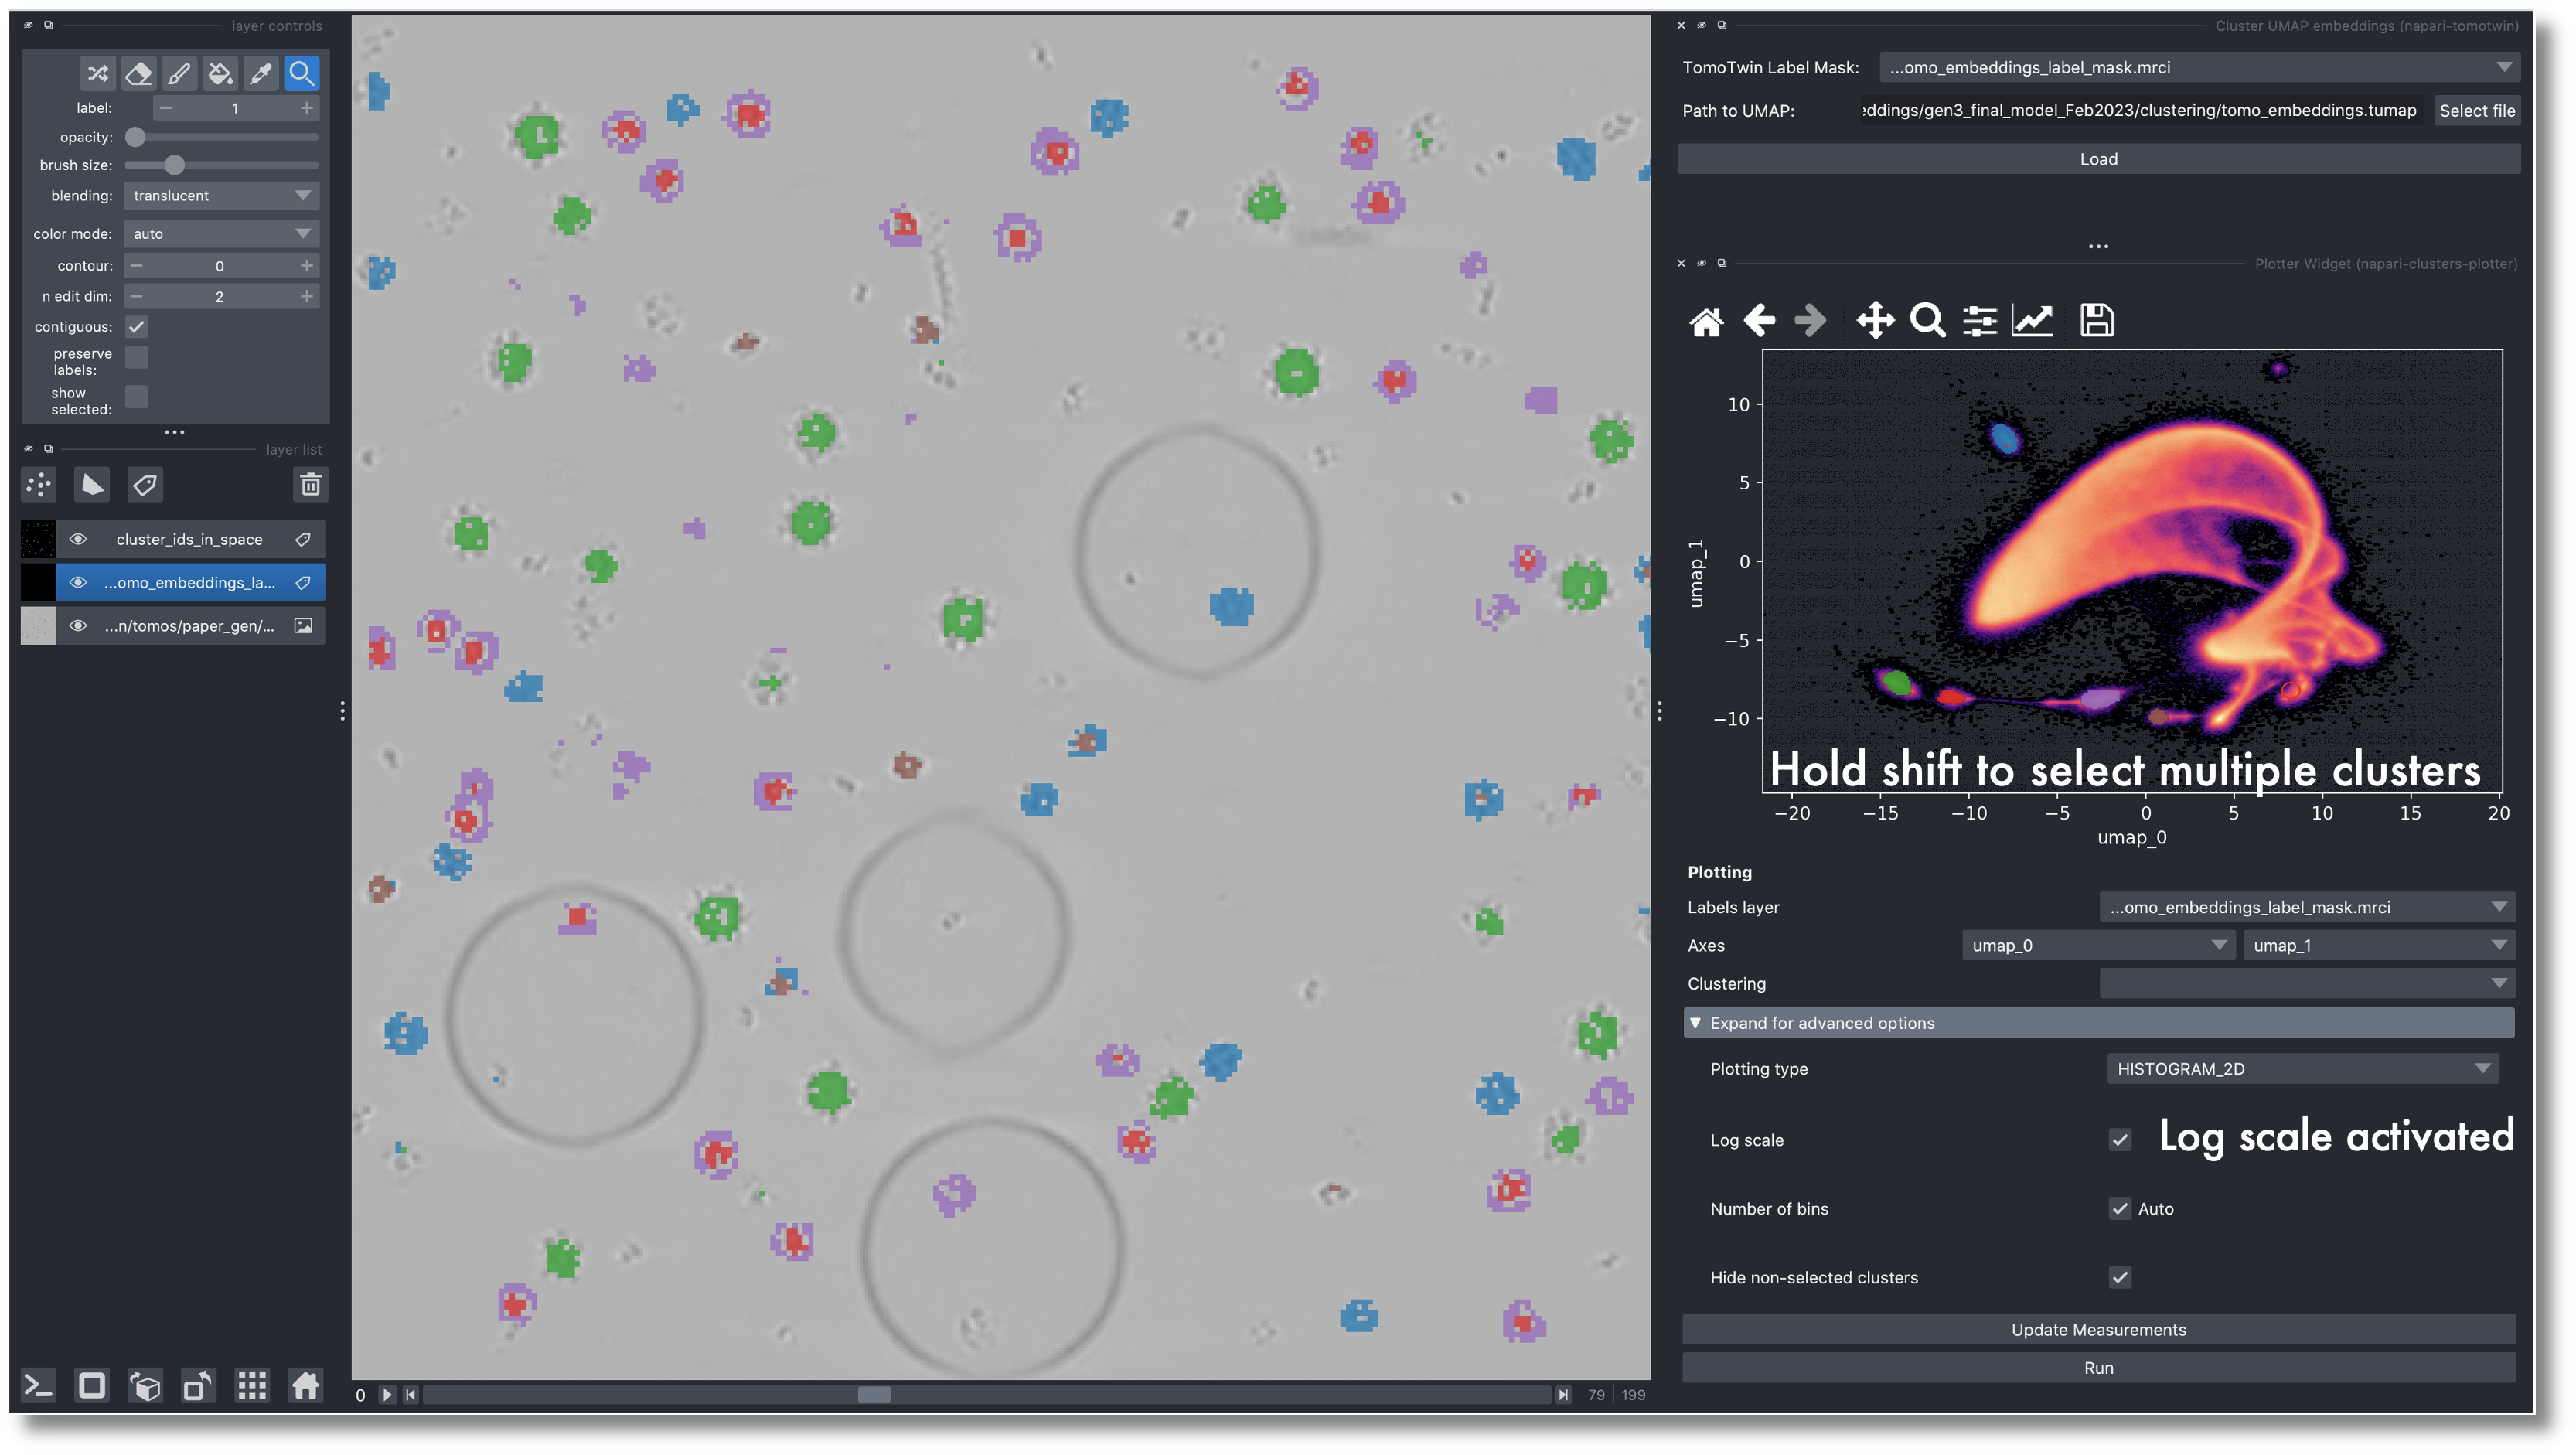 layer controls
label:
1
opacity:
brush size:
blending:
translucent
color mode:
auto
contour:
0
n edit dim:
2
contiguous:
preserve
labels:
show
selected:
layer list
cluster_ids_in_space
...omo_embeddings_la...
...n/tomos/paper_gen/...
0
79 | 199
Cluster UMAP embeddings (napari-tomotwin)
TomoTwin Label Mask:
...omo_embeddings_label_mask.mrci
Path to UMAP:
eddings/gen3_final_model_Feb2023/clustering/tomo_embeddings.tumap
Select file
Load
Plotter Widget (napari-clusters-plotter)
10
5
0
−5
−10
umap_1
Hold shift to select multiple clusters
−20 −15 −10 −5 0 5 10 15 20
umap_0
Plotting
Labels layer
...omo_embeddings_label_mask.mrci
Axes
umap_0
umap_1
Clustering
Expand for advanced options
Plotting type
HISTOGRAM_2D
Log scale
Log scale activated
Number of bins
Auto
Hide non-selected clusters
Update Measurements
Run